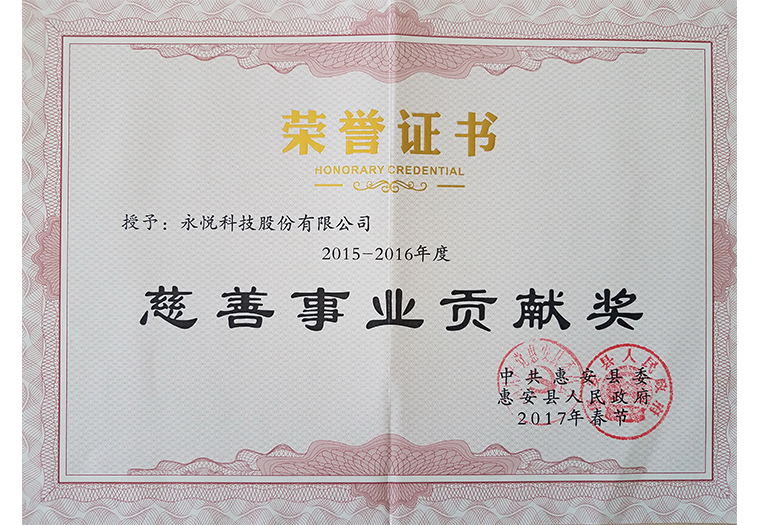 荣誉证书
HONORARY CREDENTIAL
授予：永悦科技股份有限公司
2015-2016年度
慈善事业贡献奖
中共惠安县委
惠安县人民政府
2017年春节